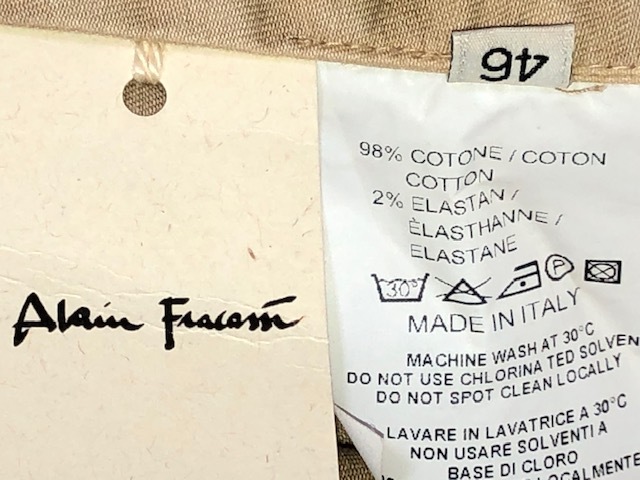 46
98% COTONE / COTON
COTTON
2% ELASTAN /
ÈLASTHANNE /
ELASTANE
30°
P
MADE IN ITALY
MACHINE WASH AT 30°C
DO NOT USE CHLORINA TED SOLVEN
DO NOT SPOT CLEAN LOCALLY
LAVARE IN LAVATRICE A 30°C
NON USARE SOLVENTI A
BASE DI CLORO
LOCALMENTE
Alain Fracassi